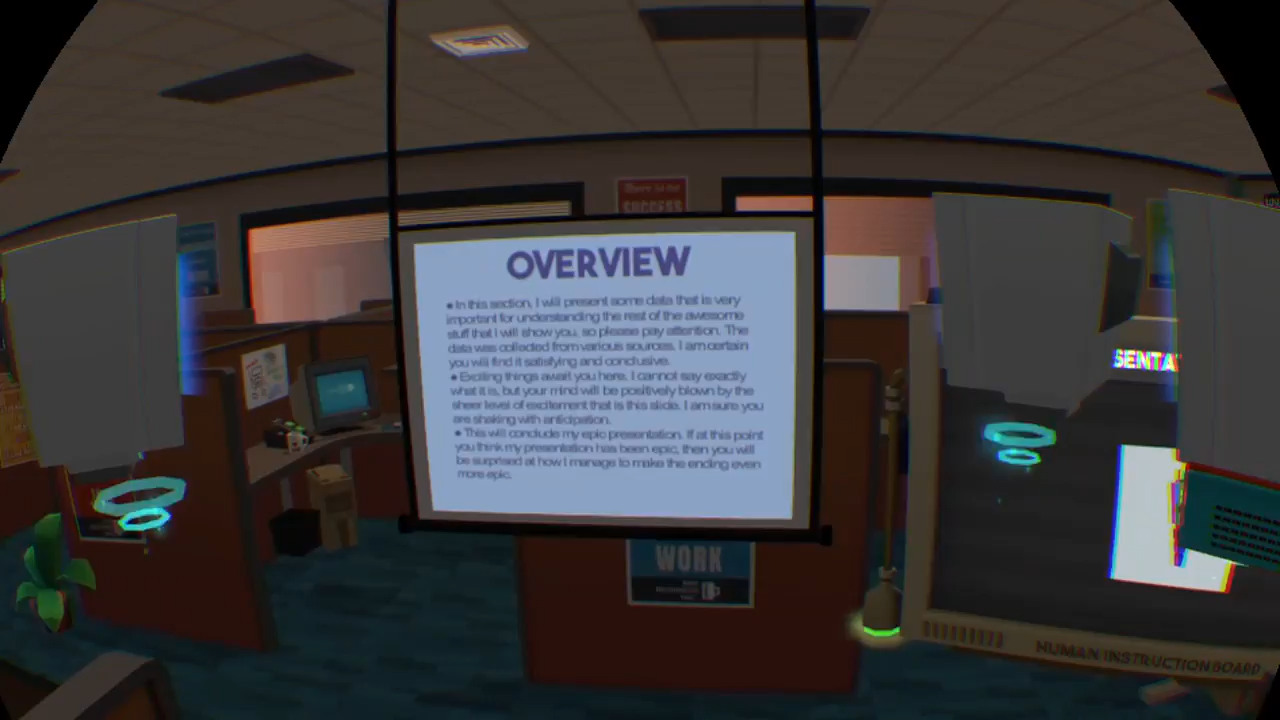 There is no
SUCCESS
OVERVIEW
• In this section, I will present some data that is very
important for understanding the rest of the awesome
stuff that I will show you, so please pay attention. The
data was collected from various sources. I am certain
you will find it satisfying and conclusive.
• Exciting things await you here. I cannot say exactly
what it is, but your mind will be positively blown by the
sheer level of excitement that is this slide. I am sure you
are shaking with anticipation.
• This will conclude my epic presentation. If at this point
you think my presentation has been epic, then you will
be surprised at how I manage to make the ending even
more epic.
SENTA
WORK
HUMAN INSTRUCTION BOARD